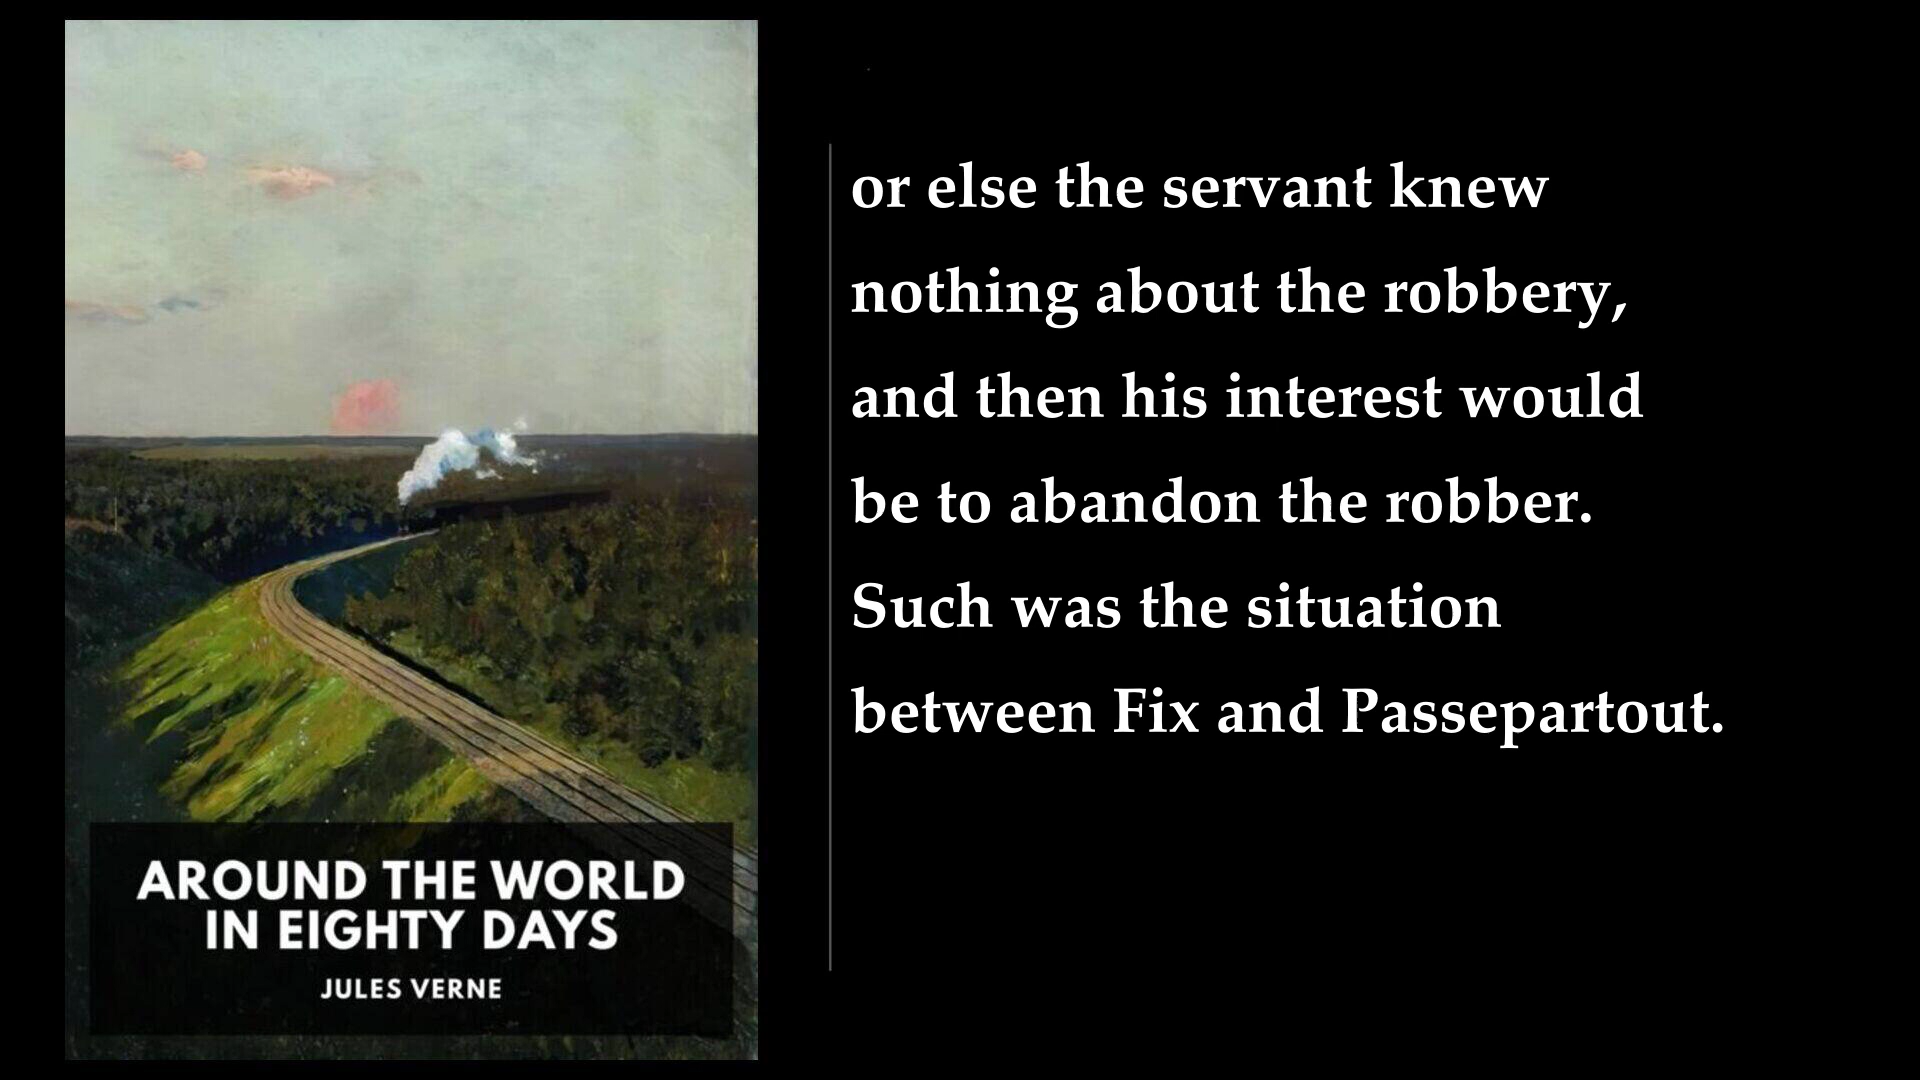 AROUND THE WORLD
IN EIGHTY DAYS
JULES VERNE
or else the servant knew
nothing about the robbery,
and then his interest would
be to abandon the robber.
Such was the situation
between Fix and Passepartout.